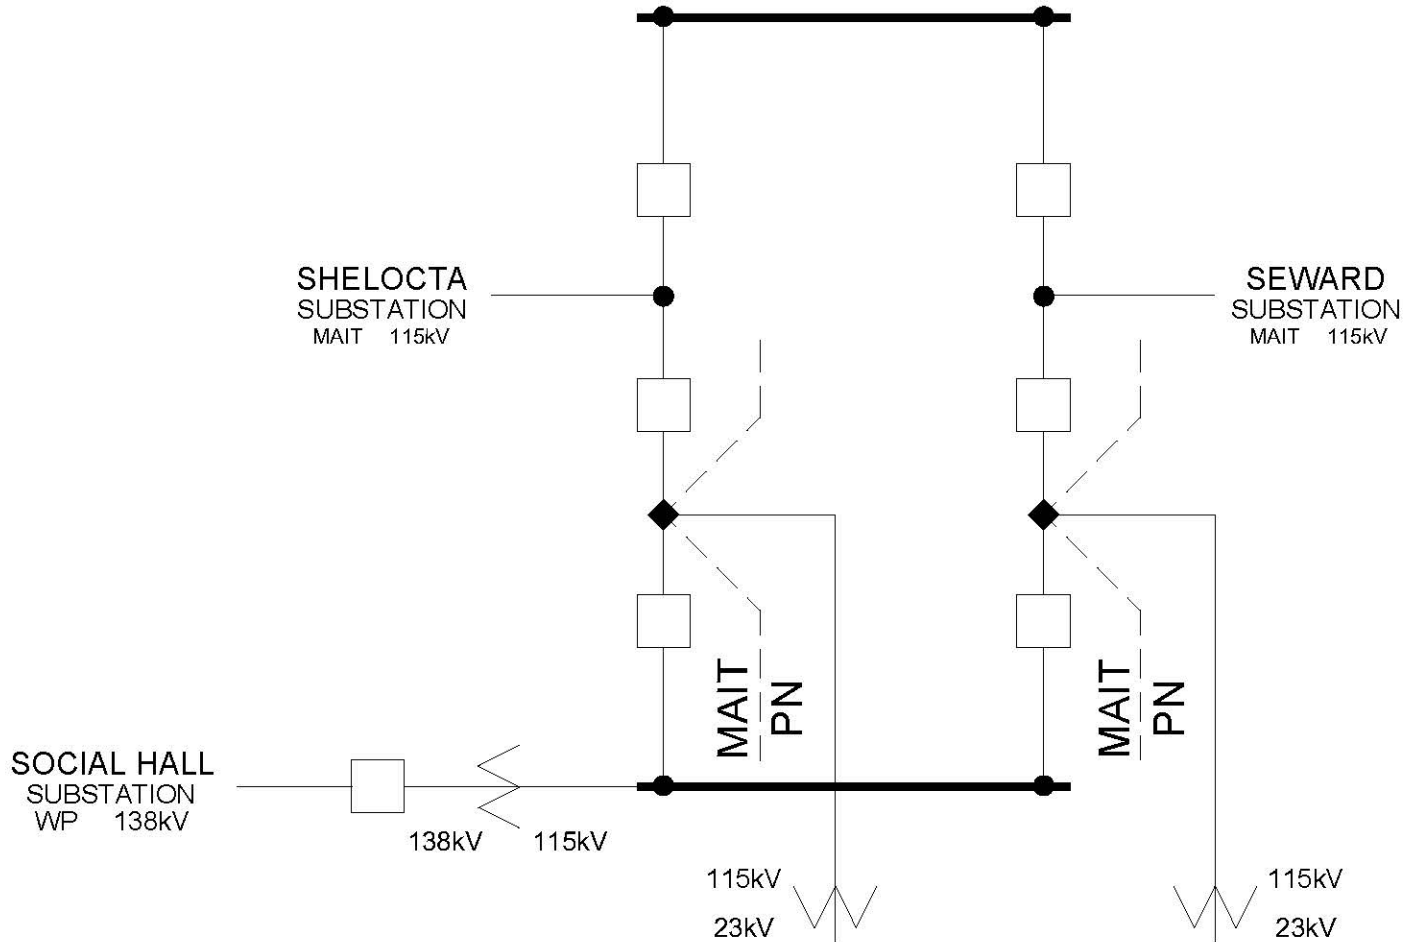 SHELOCTA
SUBSTATION
MAIT 115kV
SEWARD
SUBSTATION
MAIT 115kV
MAIT
PN
MAIT
PN
SOCIAL HALL
SUBSTATION
WP 138kV
138kV 115kV
115kV
23kV
115kV
23kV